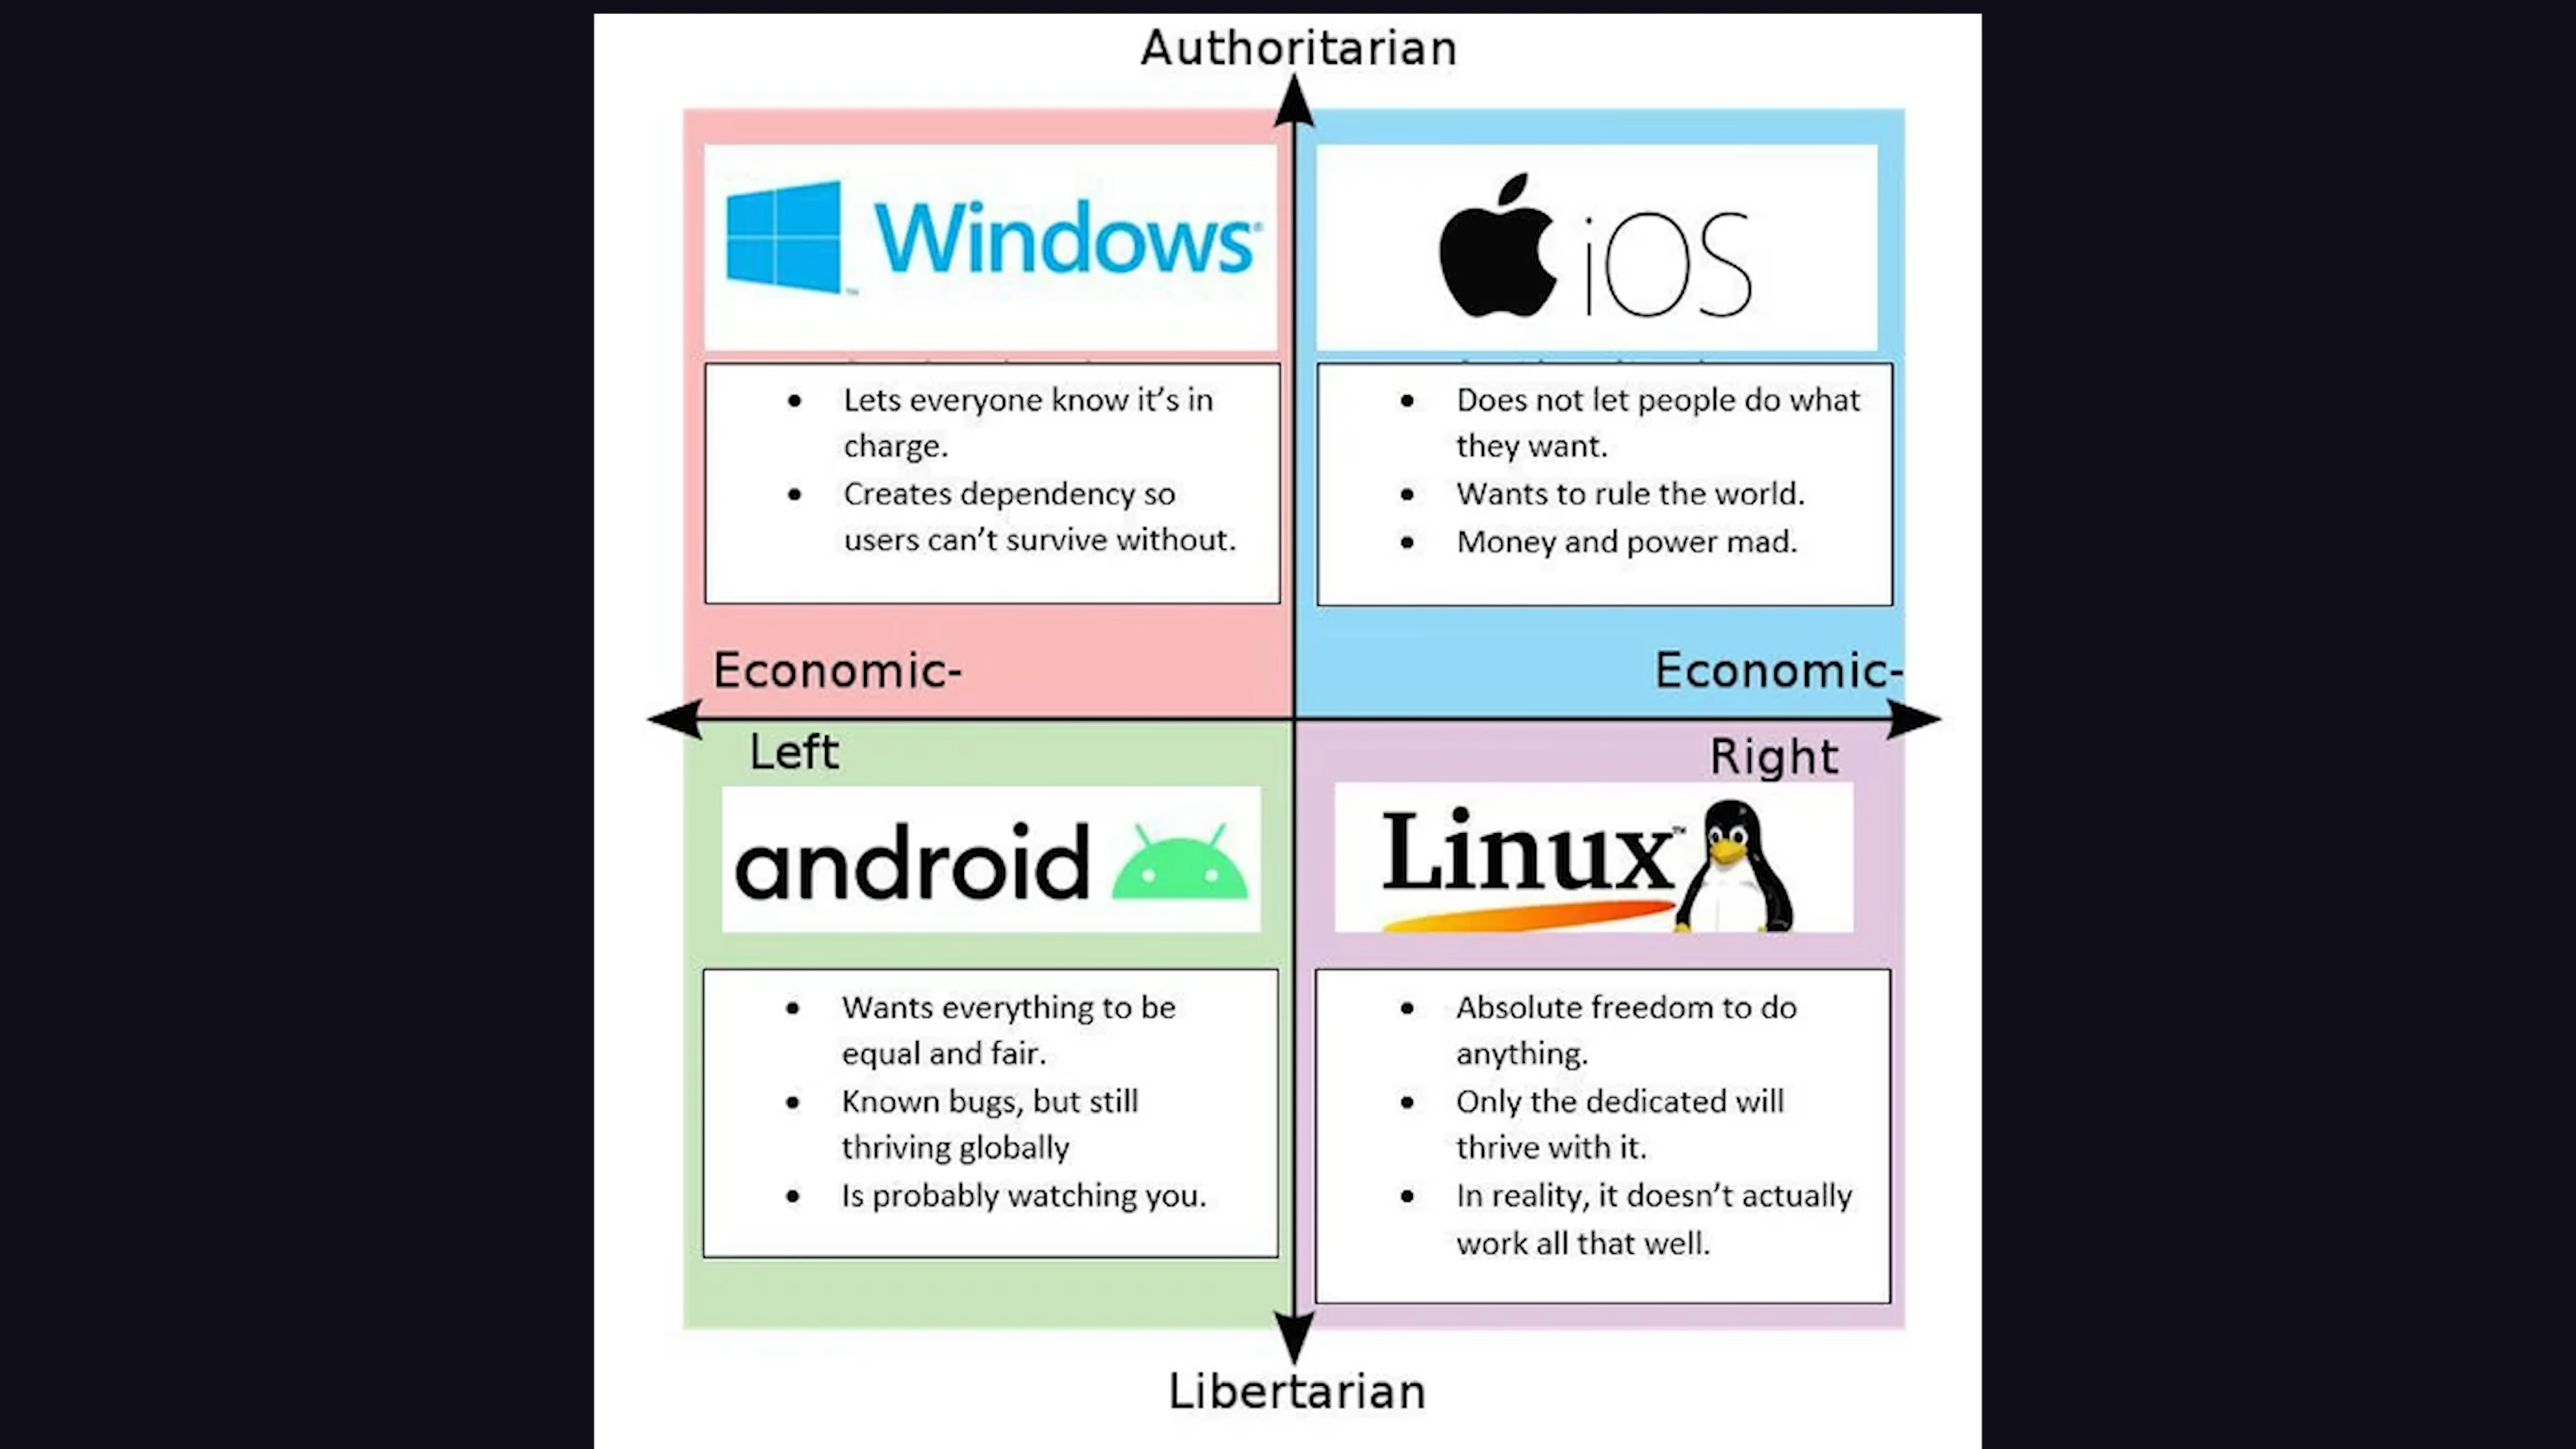 Authoritarian
Windows®
™
iOS
• Lets everyone know it’s in
charge.
• Creates dependency so
users can’t survive without.
• Does not let people do what
they want.
• Wants to rule the world.
• Money and power mad.
Economic-
Left
Economic-
Right
android
Linux™
• Wants everything to be
equal and fair.
• Known bugs, but still
thriving globally
• Is probably watching you.
• Absolute freedom to do
anything.
• Only the dedicated will
thrive with it.
• In reality, it doesn’t actually
work all that well.
Libertarian